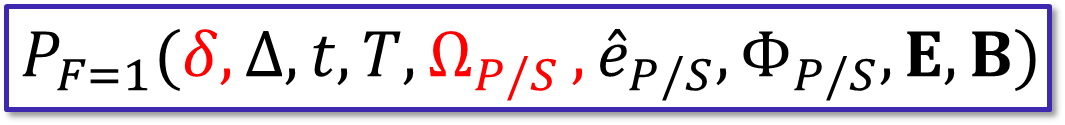 P_{F=1}(δ, Δ, t, T, Ω_{P/S}, ê_{P/S}, Φ_{P/S}, E, B)